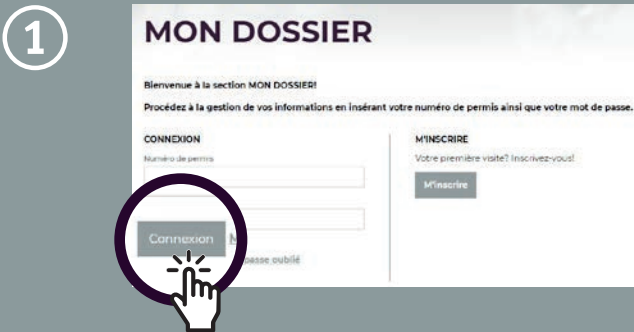 1
MON DOSSIER
Bienvenue à la section MON DOSSIER!
Procédez à la gestion de vos informations en insérant votre numéro de permis ainsi que votre mot de passe.
CONNEXION
Numéro de permis
Connexion
passe oublié
M'INSCRIRE
Votre première visite? Inscrivez-vous!
M'inscrire